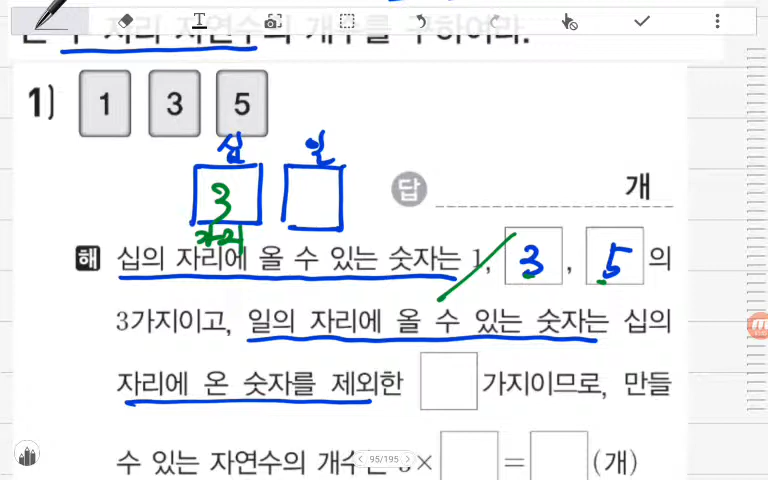 두 자리 자연수의 개수를 구하여라.
1) 1 3 5
십 일
3
가지
답 개
해 십의 자리에 올 수 있는 숫자는 1, 3, 5의
3가지이고, 일의 자리에 올 수 있는 숫자는 십의
자리에 온 숫자를 제외한 가지이므로, 만들
수 있는 자연수의 개수는 3× = (개)
95/195